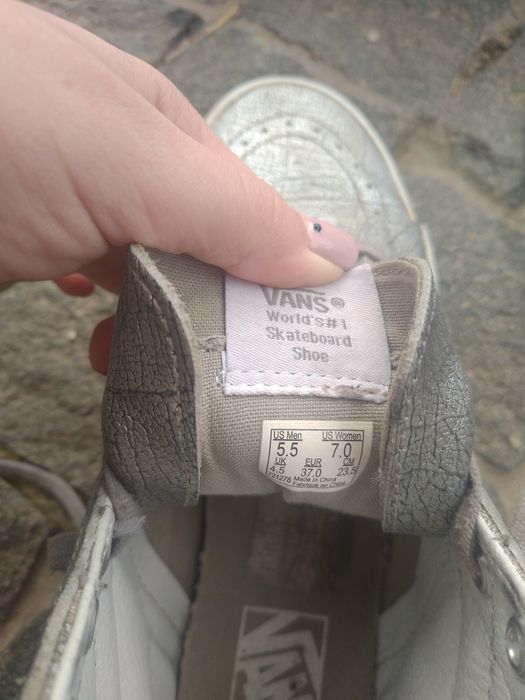 VANS®
World's#1
Skateboard
Shoe
US Men US Women
5.5 7.0
UK EUR CM
4.5 37.0 23.5
721278 Made in China
Fabriqué en Chine
VANS